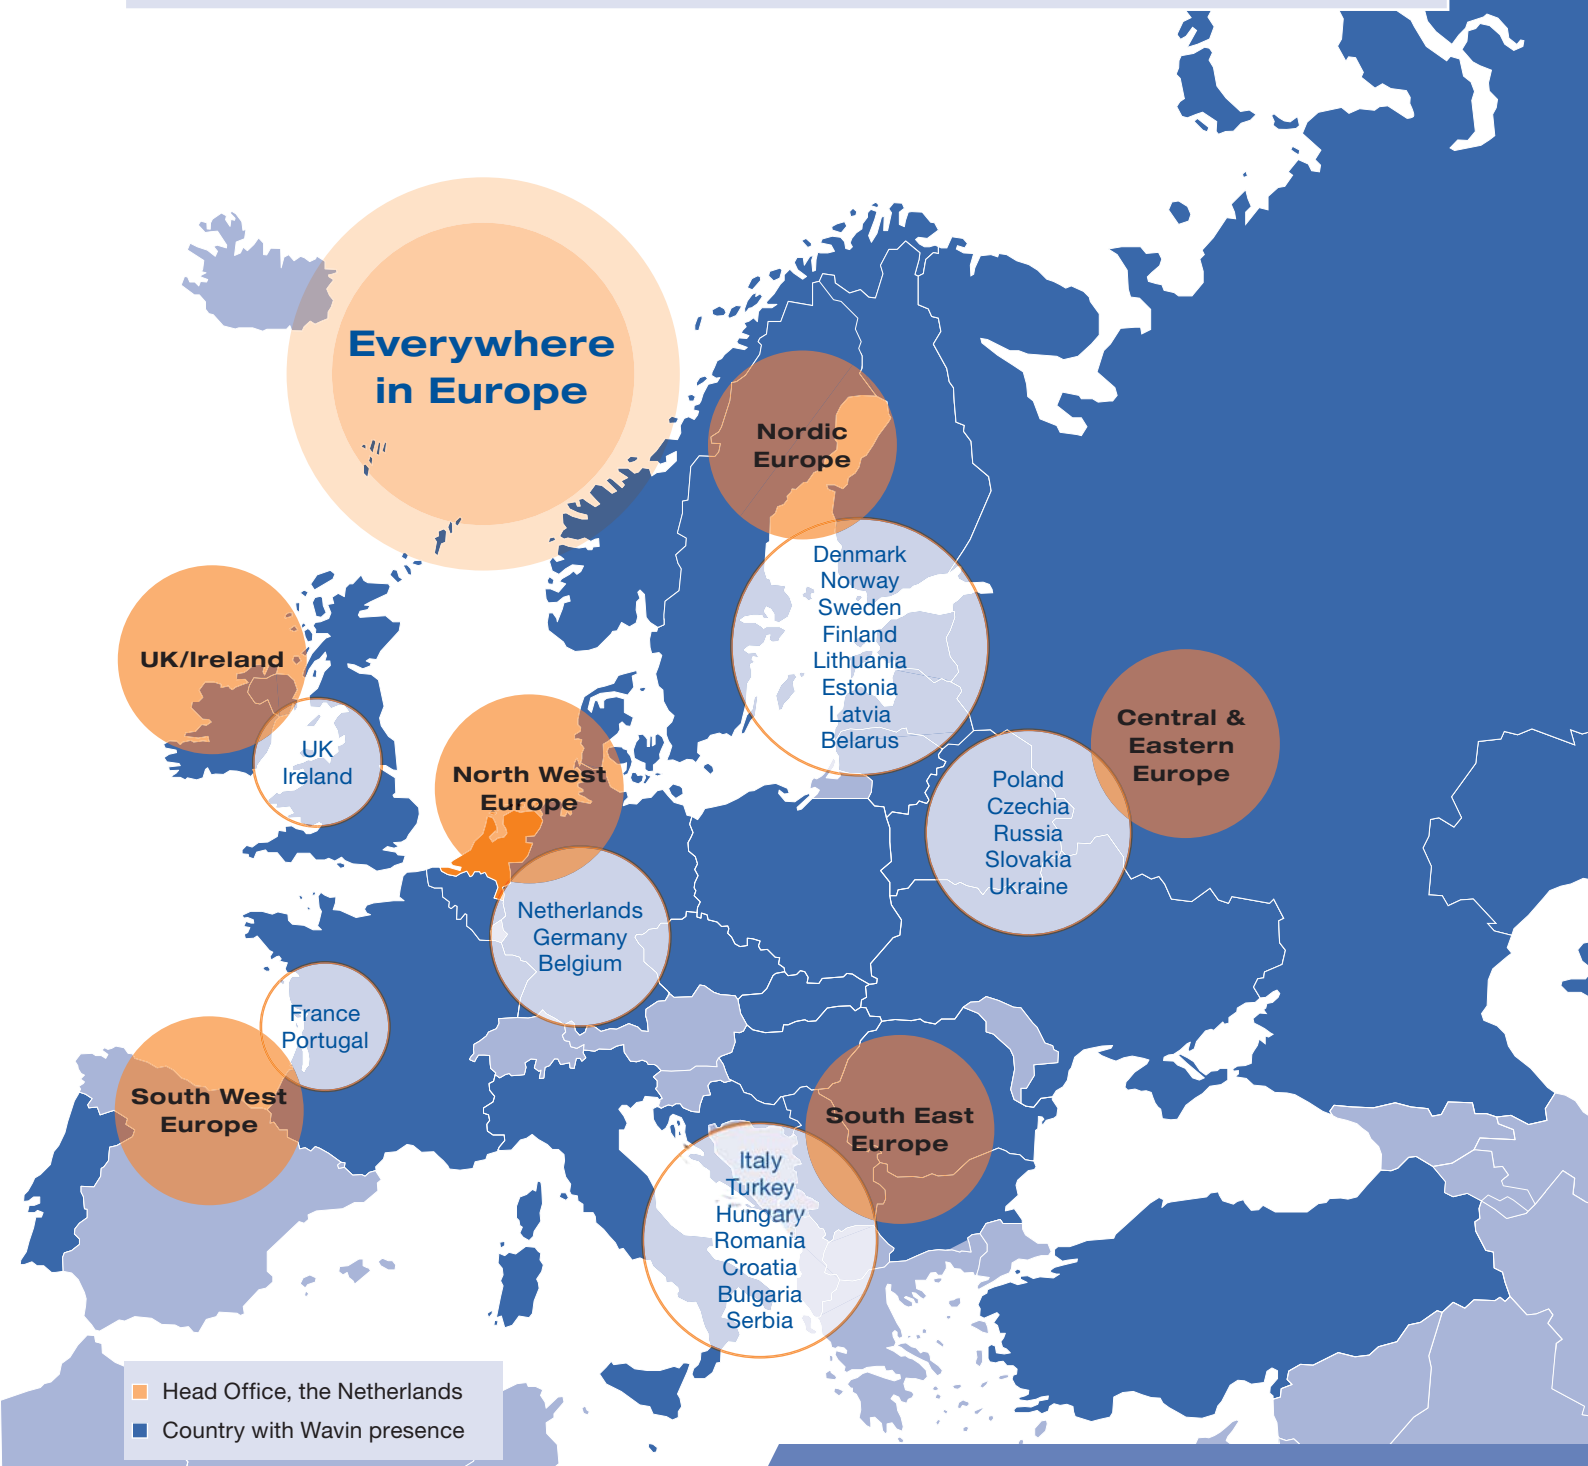 Everywhere
in Europe
Nordic
Europe
Denmark
Norway
Sweden
Finland
Lithuania
Estonia
Latvia
Belarus
UK/Ireland
UK
Ireland
North West
Europe
Netherlands
Germany
Belgium
Central &
Eastern
Europe
Poland
Czechia
Russia
Slovakia
Ukraine
France
Portugal
South West
Europe
South East
Europe
Italy
Turkey
Hungary
Romania
Croatia
Bulgaria
Serbia
Head Office, the Netherlands
Country with Wavin presence